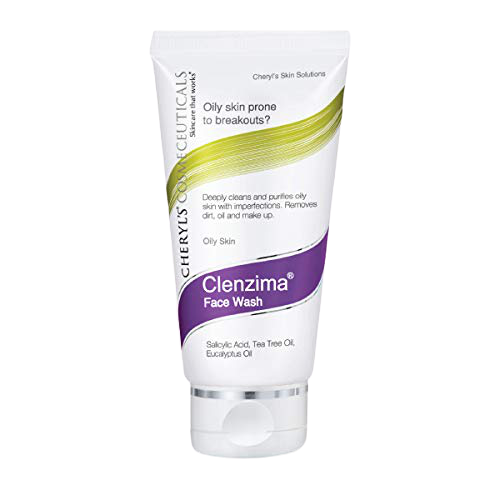 Cheryl's Skin Solutions
CHERYL'S COSMECEUTICALS®
Skincare that works®
Oily skin prone
to breakouts?
Deeply cleans and purifies oily
skin with imperfections. Removes
dirt, oil and make up.
Oily Skin
Clenzima®
Face Wash
Salicylic Acid, Tea Tree Oil,
Eucalyptus Oil